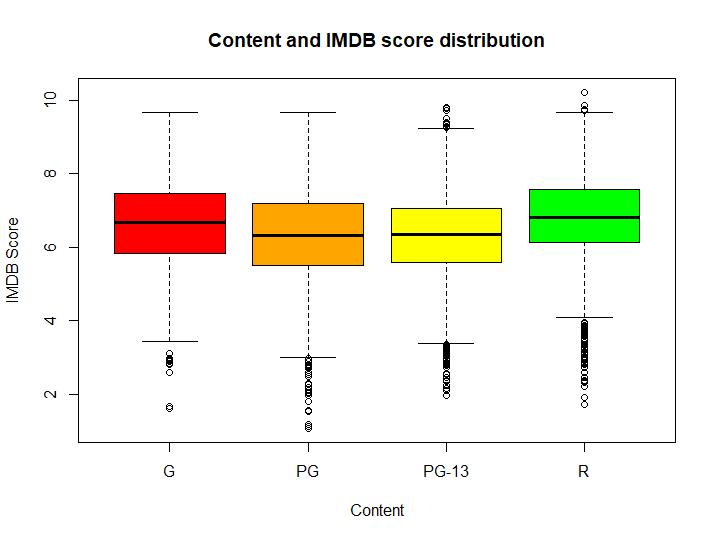 Content and IMDB score distribution
IMDB Score
10
8
6
4
2
G PG PG-13 R
Content